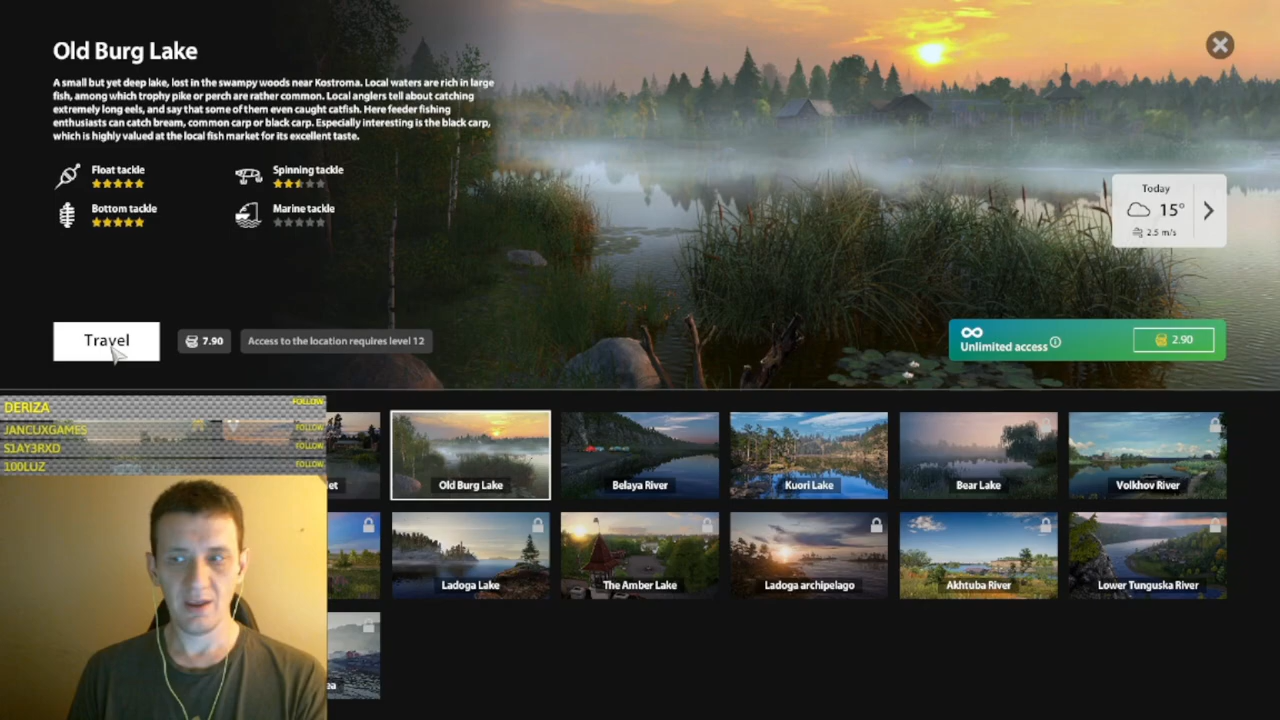 Old Burg Lake
A small but yet deep lake, lost in the swampy woods near Kostroma. Local waters are rich in large
fish, among which trophy pike or perch are rather common. Local anglers tell about catching
extremely long eels, and say that some of them even caught catfish. Here feeder fishing
enthusiasts can catch bream, common carp or black carp. Especially interesting is the black carp,
which is highly valued at the local fish market for its excellent taste.
Float tackle
Spinning tackle
Bottom tackle
Marine tackle
Today
15°
2.5 m/s
Travel
7.90
Access to the location requires level 12
Unlimited access
2.90
DERIZA FOLLOW
JANCUXGAMES FOLLOW
S1AY3RXD FOLLOW
100LUZ FOLLOW
et
Old Burg Lake
Belaya River
Kuori Lake
Bear Lake
Volkhov River
Ladoga Lake
The Amber Lake
Ladoga archipelago
Akhtuba River
Lower Tunguska River
ea